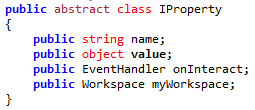 public abstract class IProperty
{
    public string name;
    public object value;
    public EventHandler onInteract;
    public Workspace myWorkspace;
}